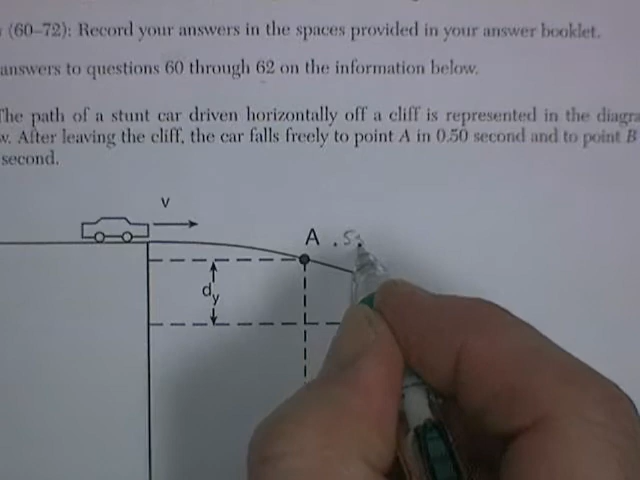 (60–72): Record your answers in the spaces provided in your answer booklet.
answers to questions 60 through 62 on the information below.
The path of a stunt car driven horizontally off a cliff is represented in the
After leaving the cliff, the car falls freely to point A in 0.50 second and to point B
second.
v
A .5
dy